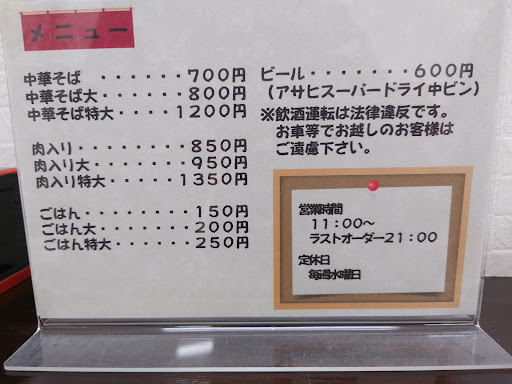 メニュー
中華そば ・・・・・・700円
中華そば大 ・・・・・800円
中華そば特大・・・・1200円
肉入り・・・・・・・・850円
肉入り大 ・・・・・・950円
肉入り特大・・・・・1350円
ごはん・・・・・・・150円
ごはん大 ・・・・・・200円
ごはん特大・・・・・250円
ビール・・・・・・・600円
（アサヒスーパードライ中ビン）
※飲酒運転は法律違反です。
お車等でお越しのお客様は
ご遠慮下さい。
営業時間
11：00〜
ラストオーダー21：00
定休日
毎週水曜日